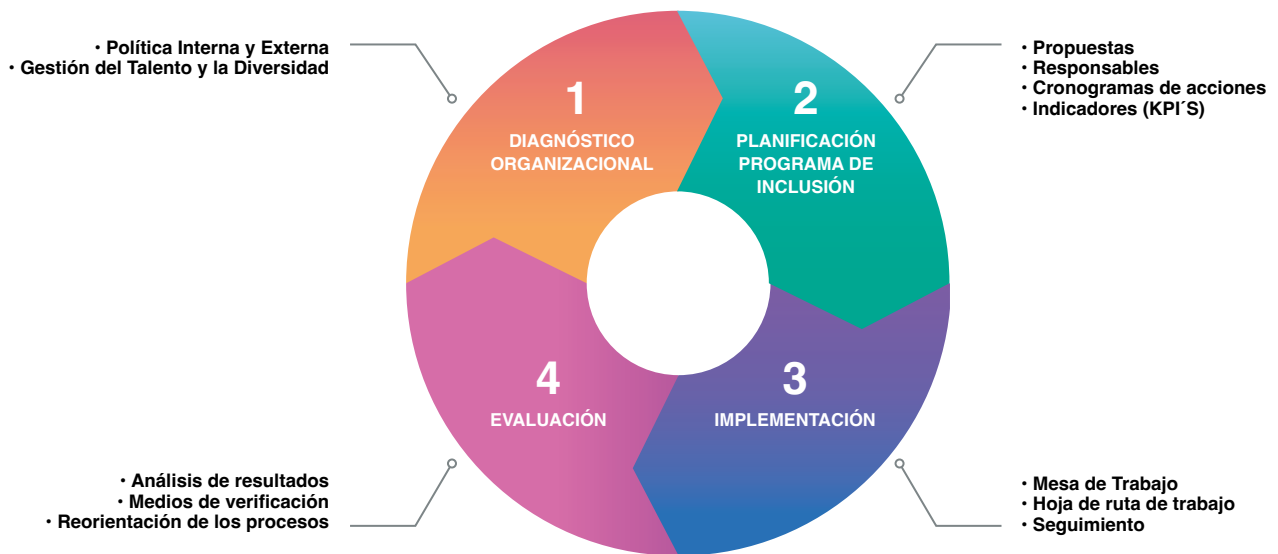 • Política Interna y Externa
• Gestión del Talento y la Diversidad
1
DIAGNÓSTICO
ORGANIZACIONAL
2
PLANIFICACIÓN
PROGRAMA DE
INCLUSIÓN
• Propuestas
• Responsables
• Cronogramas de acciones
• Indicadores (KPI´S)
3
IMPLEMENTACIÓN
• Mesa de Trabajo
• Hoja de ruta de trabajo
• Seguimiento
4
EVALUACIÓN
• Análisis de resultados
• Medios de verificación
• Reorientación de los procesos